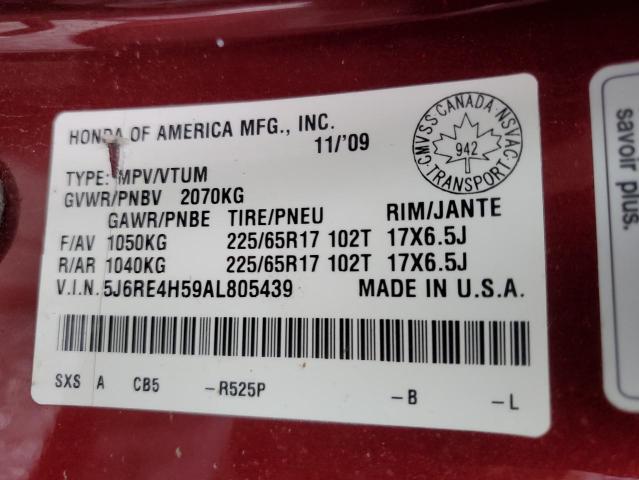 HONDA OF AMERICA MFG., INC.
11/'09
CMVSS CANADA NSVAC
942
TRANSPORT
TYPE: MPV/VTUM
GVWR/PNBV 2070KG
GAWR/PNBE TIRE/PNEU RIM/JANTE
F/AV 1050KG 225/65R17 102T 17X6.5J
R/AR 1040KG 225/65R17 102T 17X6.5J
V.I.N. 5J6RE4H59AL805439 MADE IN U.S.A.
SXS A CB5 -R525P -B -L
savoir plus.